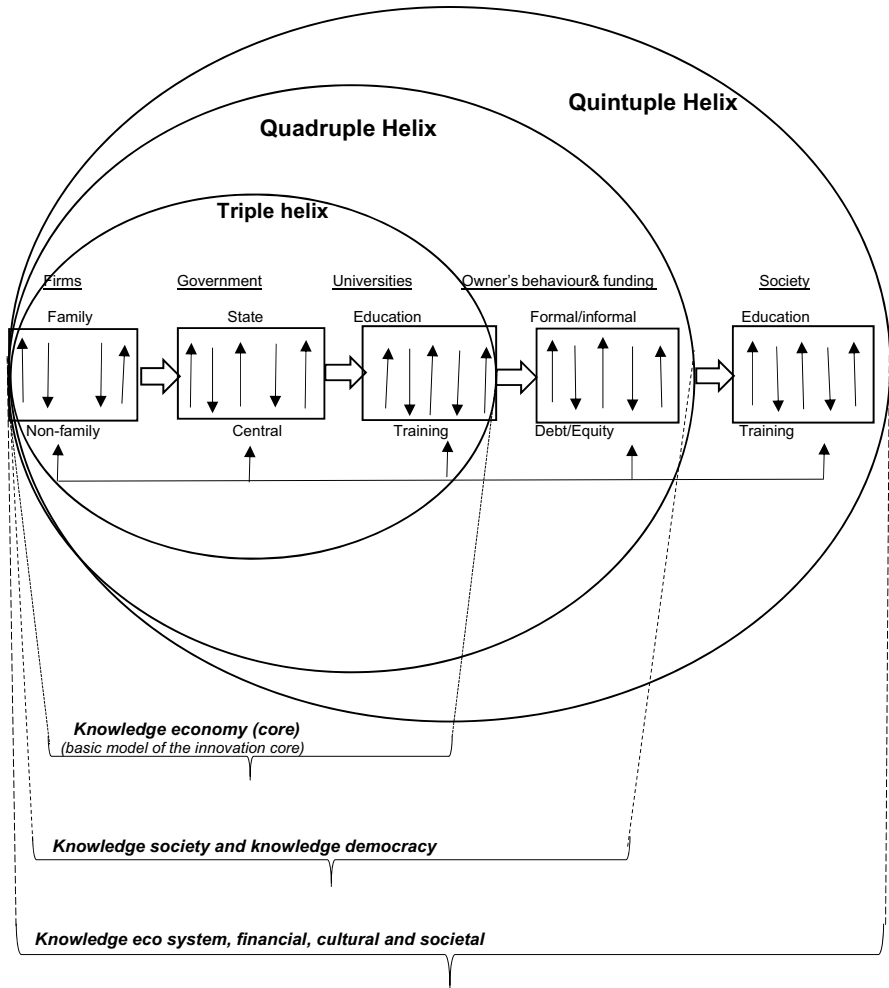 Quintuple Helix
Quadruple Helix
Triple helix
Firms
Government
Universities
Owner's behaviour& funding
Society
Family
State
Education
Formal/informal
Education
Non-family
Central
Training
Debt/Equity
Training
Knowledge economy (core)
(basic model of the innovation core)
Knowledge society and knowledge democracy
Knowledge eco system, financial, cultural and societal